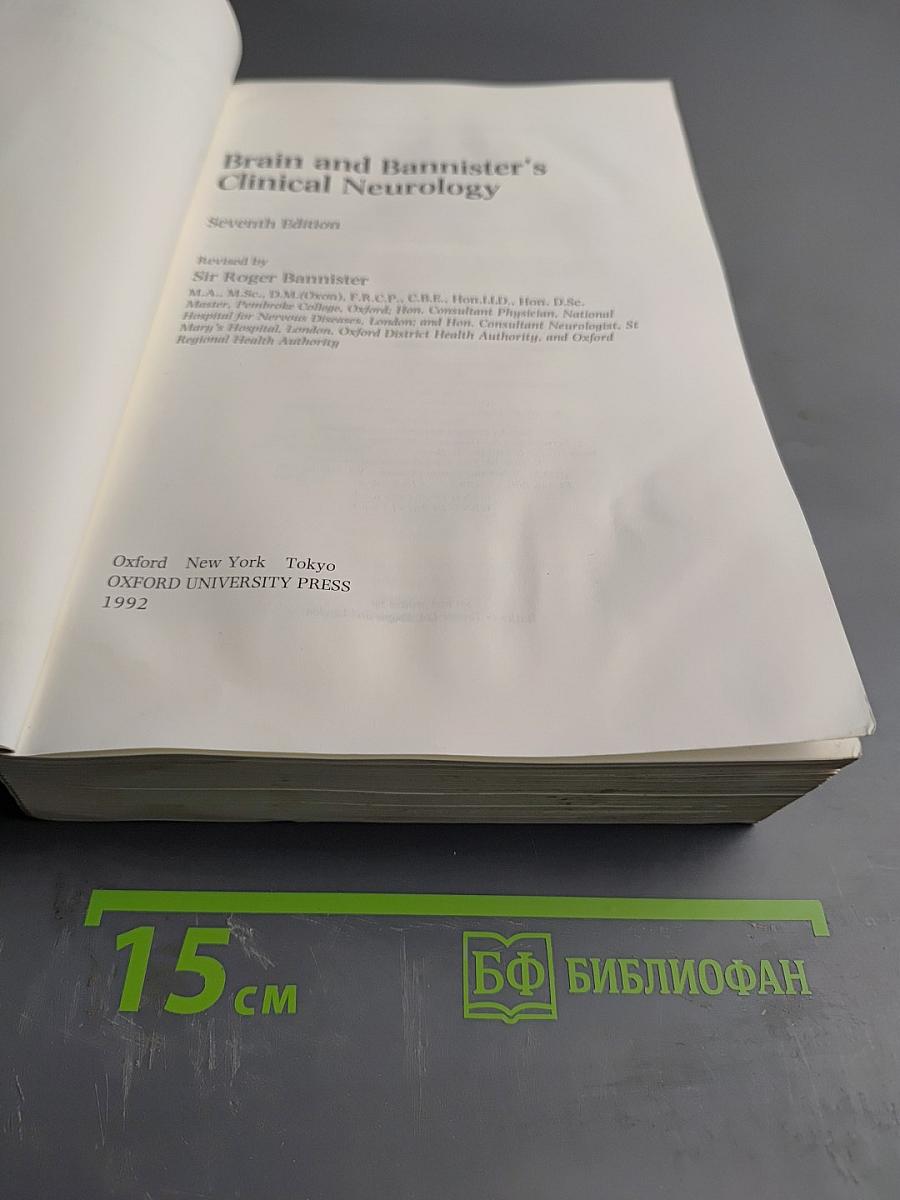 Brain and Bannister's
Clinical Neurology
Seventh Edition
Revised by
Sir Roger Bannister
M.A., M.Sc., D.M.(Oxon), F.R.C.P., C.B.E., Hon.Ll.D., Hon. D.Sc.
Master, Pembroke College, Oxford; Hon. Consultant Physician, National
Hospital for Nervous Diseases, London; and Hon. Consultant Neurologist, St
Mary's Hospital, London, Oxford District Health Authority, and Oxford
Regional Health Authority
Oxford New York Tokyo
OXFORD UNIVERSITY PRESS
1992
15 см
БФ БИБЛИОФАН